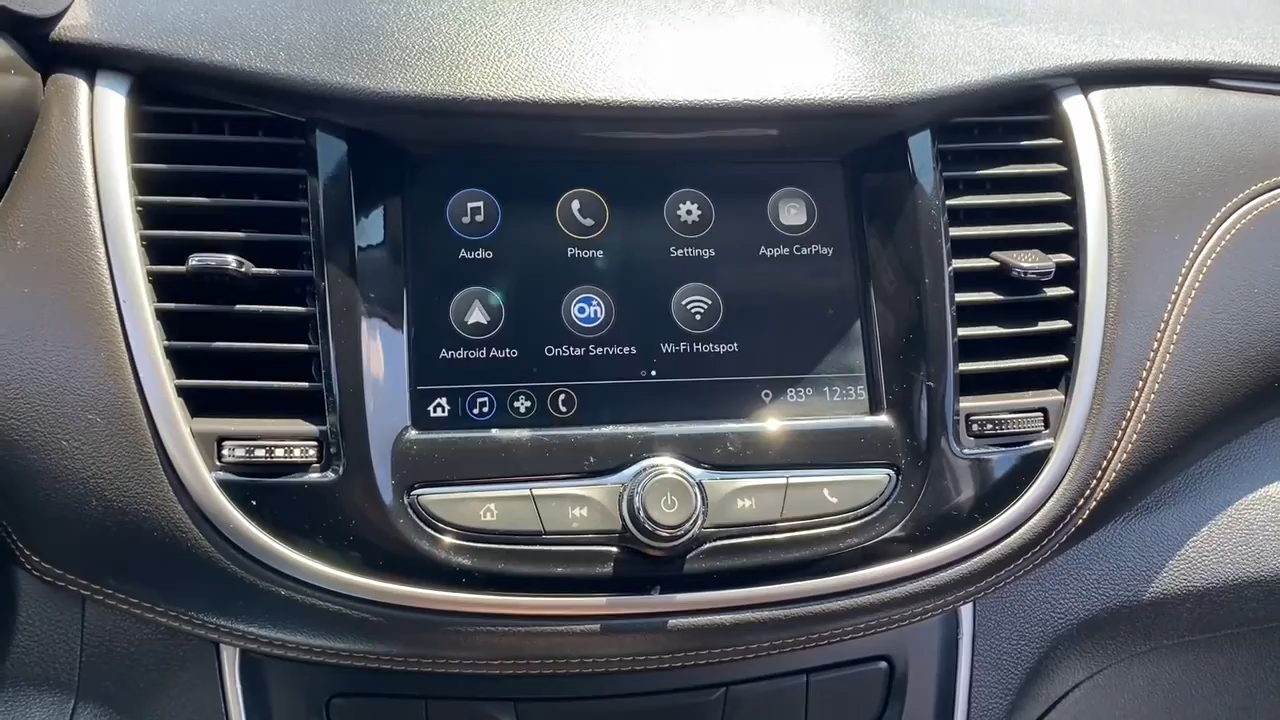 Audio Phone Settings Apple CarPlay
Android Auto OnStar Services Wi-Fi Hotspot
On
83° 12:35